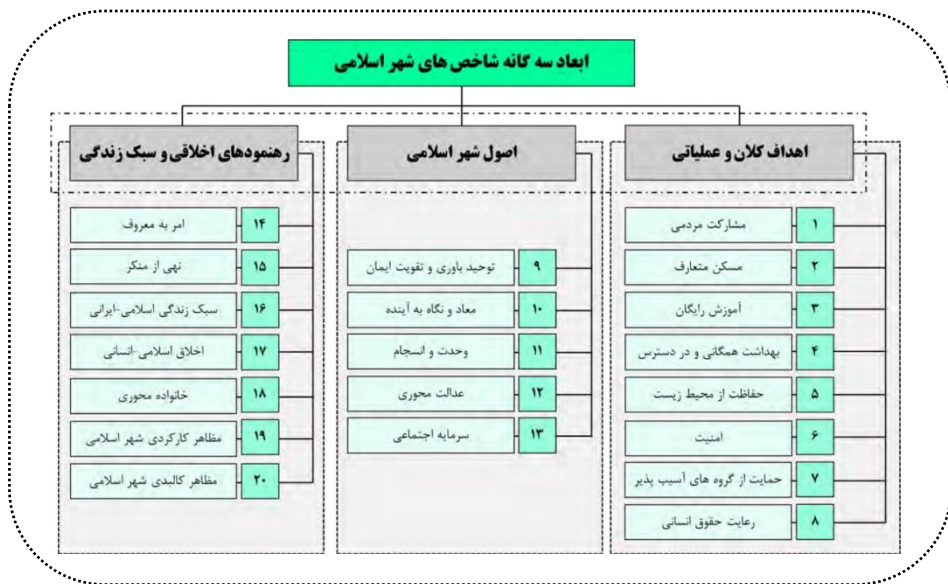 ابعاد سه گانه شاخص های شهر اسلامی
اهداف کلان و عملیاتی
۱ مشارکت مردمی
۲ مسکن متعارف
۳ آموزش رایگان
۴ بهداشت همگانی و در دسترس
۵ حفاظت از محیط زیست
۶ امنیت
۷ حمایت از گروه های آسیب پذیر
۸ رعایت حقوق انسانی
اصول شهر اسلامی
۹ توحید باوری و تقویت ایمان
۱۰ معاد و نگاه به آینده
۱۱ وحدت و انسجام
۱۲ عدالت محوری
۱۳ سرمایه اجتماعی
رهنمودهای اخلاقی و سبک زندگی
۱۴ امر به معروف
۱۵ نهی از منکر
۱۶ سبک زندگی اسلامی-ایرانی
۱۷ اخلاق اسلامی-انسانی
۱۸ خانواده محوری
۱۹ مظاهر کارکردی شهر اسلامی
۲۰ مظاهر کالبدی شهر اسلامی